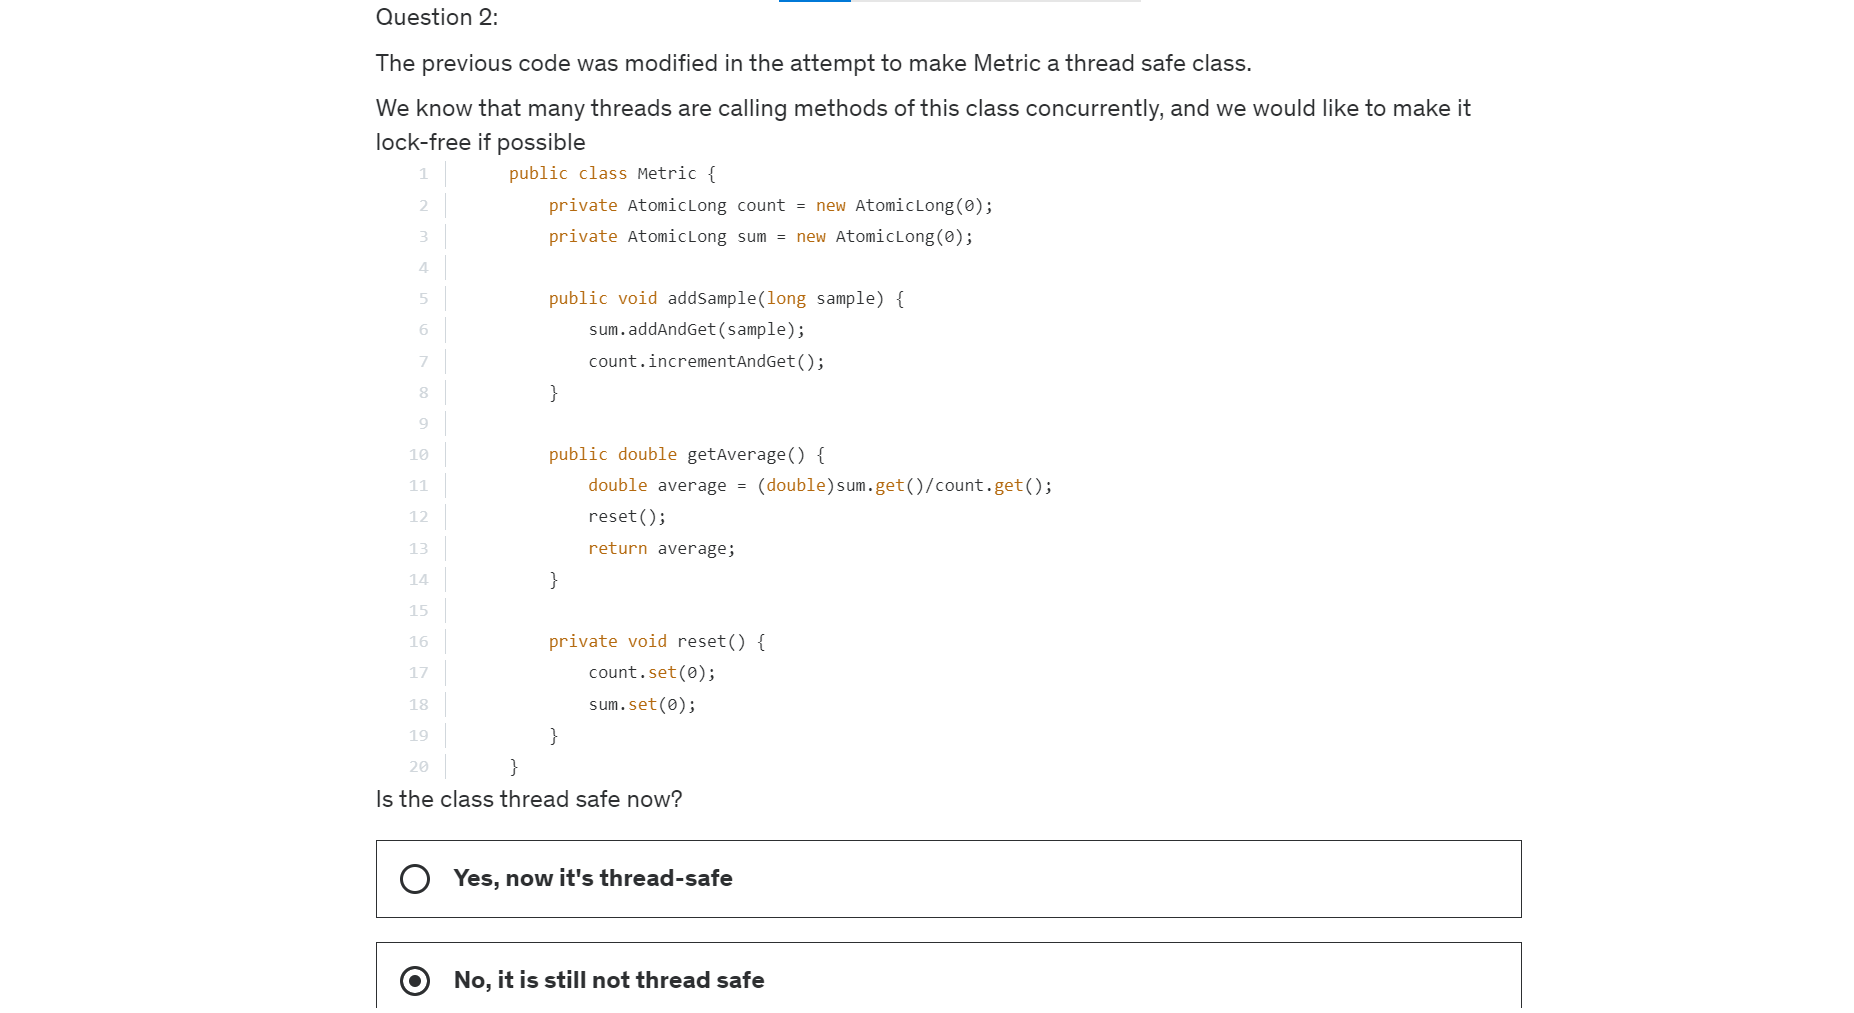 Question 2:
The previous code was modified in the attempt to make Metric a thread safe class.
We know that many threads are calling methods of this class concurrently, and we would like to make it
lock-free if possible
1 public class Metric {
2 private AtomicLong count = new AtomicLong(0);
3 private AtomicLong sum = new AtomicLong(0);
4
5 public void addSample(long sample) {
6 sum.addAndGet(sample);
7 count.incrementAndGet();
8 }
9
10 public double getAverage() {
11 double average = (double)sum.get()/count.get();
12 reset();
13 return average;
14 }
15
16 private void reset() {
17 count.set(0);
18 sum.set(0);
19 }
20 }
Is the class thread safe now?
Yes, now it's thread-safe
No, it is still not thread safe